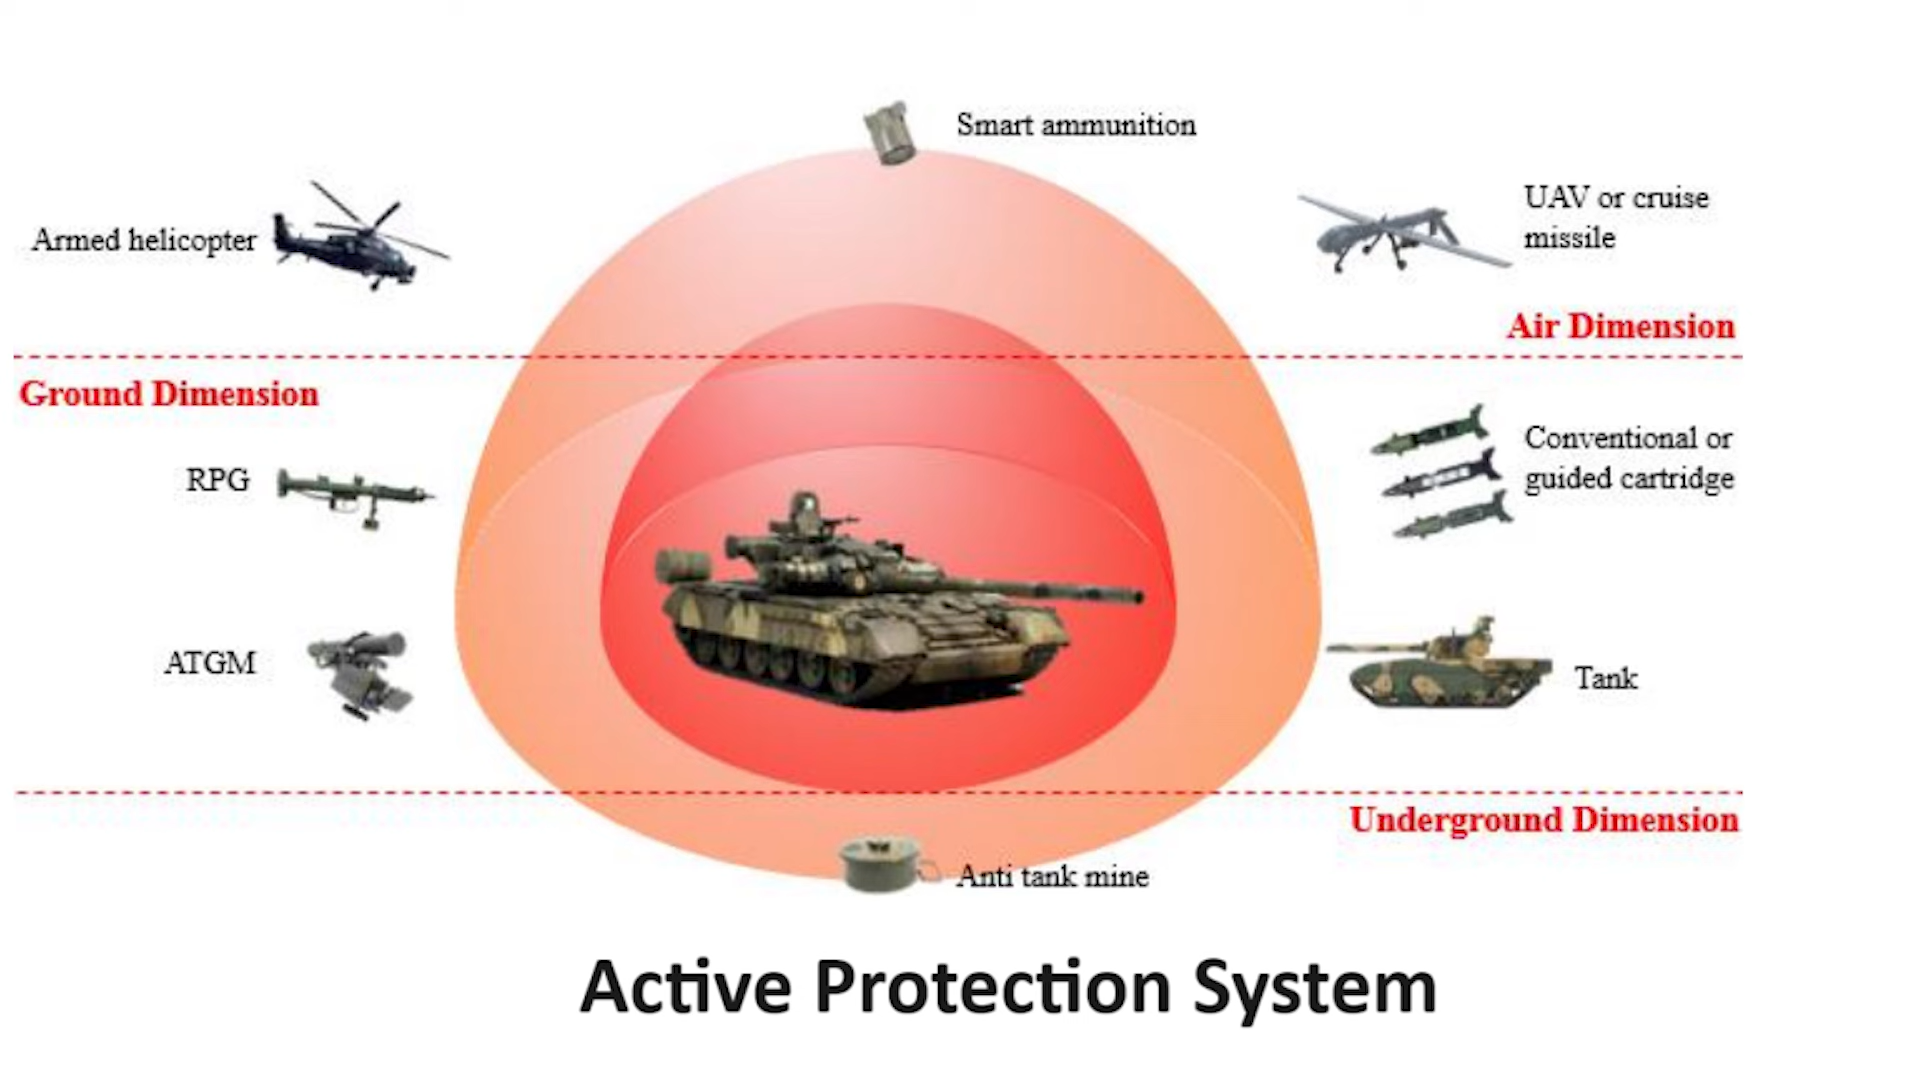 Smart ammunition
Armed helicopter
UAV or cruise
missile
Air Dimension
Ground Dimension
RPG
Conventional or
guided cartridge
ATGM
Tank
Underground Dimension
Anti tank mine
Active Protection System